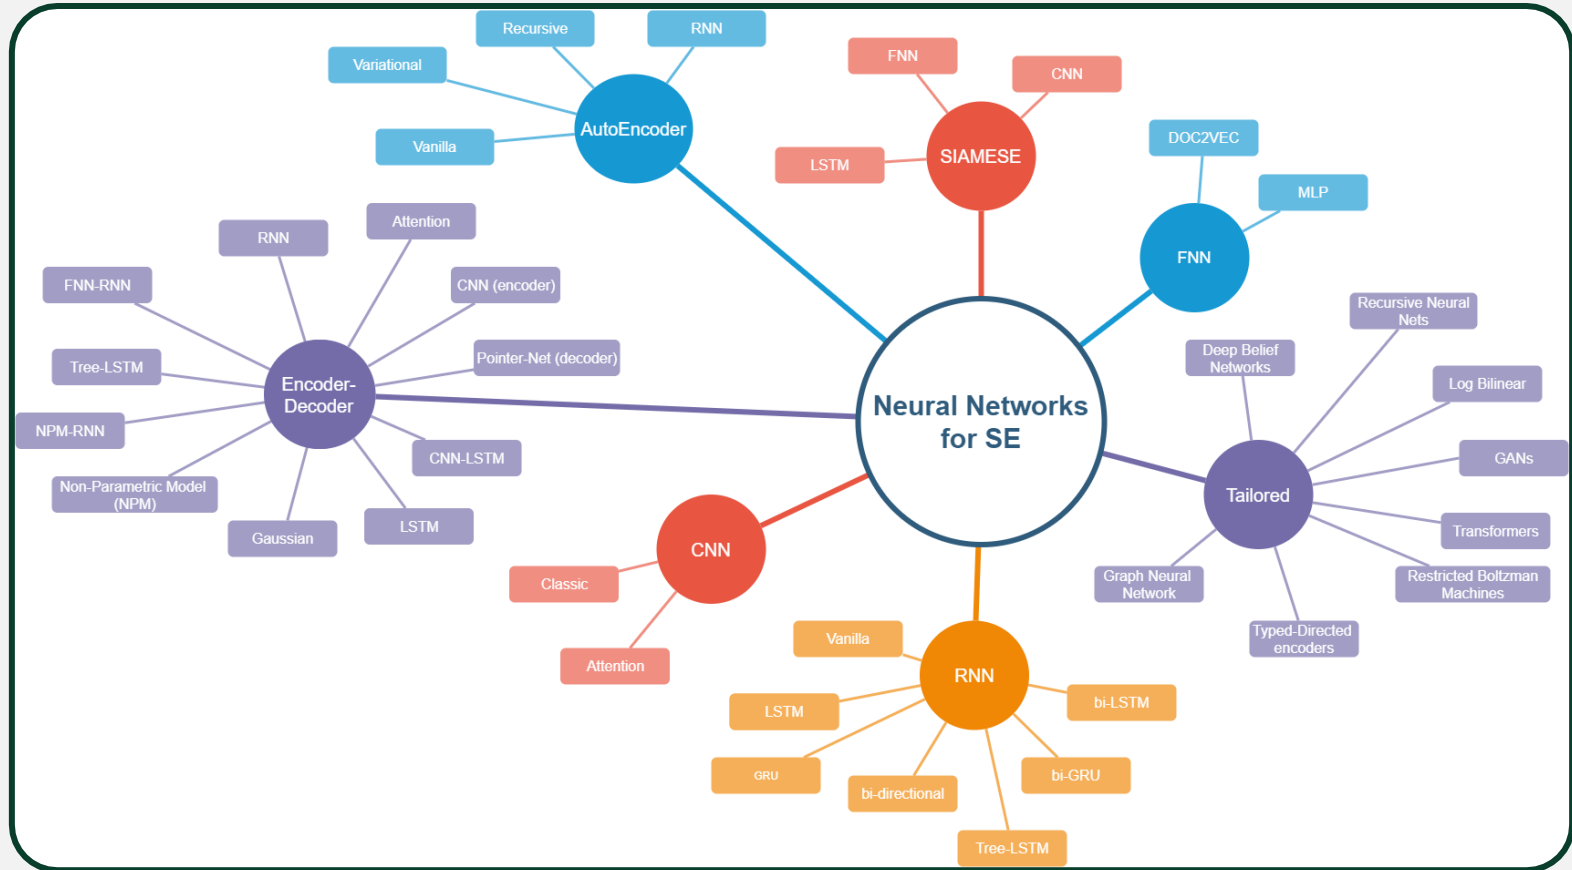 Recursive
RNN
Variational
Vanilla
AutoEncoder
FNN
CNN
LSTM
SIAMESE
DOC2VEC
MLP
FNN
Attention
RNN
FNN-RNN
CNN (encoder)
Tree-LSTM
Pointer-Net (decoder)
Encoder-
Decoder
NPM-RNN
CNN-LSTM
Non-Parametric Model
(NPM)
Gaussian
LSTM
Neural Networks
for SE
Recursive Neural
Nets
Deep Belief
Networks
Log Bilinear
GANs
Tailored
Transformers
Graph Neural
Network
Restricted Boltzman
Machines
Typed-Directed
encoders
CNN
Classic
Attention
Vanilla
RNN
LSTM
bi-LSTM
GRU
bi-GRU
bi-directional
Tree-LSTM